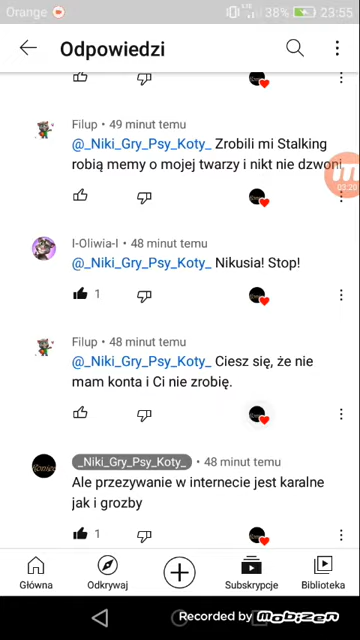 Orange
38% 23:55
Odpowiedzi
Filup • 49 minut temu
@_Niki_Gry_Psy_Koty_ Zrobili mi Stalking
robią memy o mojej twarzy i nikt nie dzwoni
03:20
I-Oliwia-I • 48 minut temu
@_Niki_Gry_Psy_Koty_ Nikusia! Stop!
1
Filup • 48 minut temu
@_Niki_Gry_Psy_Koty_ Ciesz się, że nie
mam konta i Ci nie zrobię.
_Niki_Gry_Psy_Koty_ • 48 minut temu
Ale przezywanie w internecie jest karalne
jak i grozby
1
Główna Odkrywaj Subskrypcje Biblioteka
Recorded by Mobizen